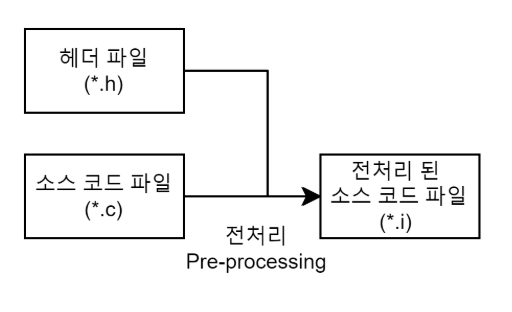 헤더 파일
(*.h)
소스 코드 파일
(*.c)
전처리
Pre-processing
전처리 된
소스 코드 파일
(*.i)